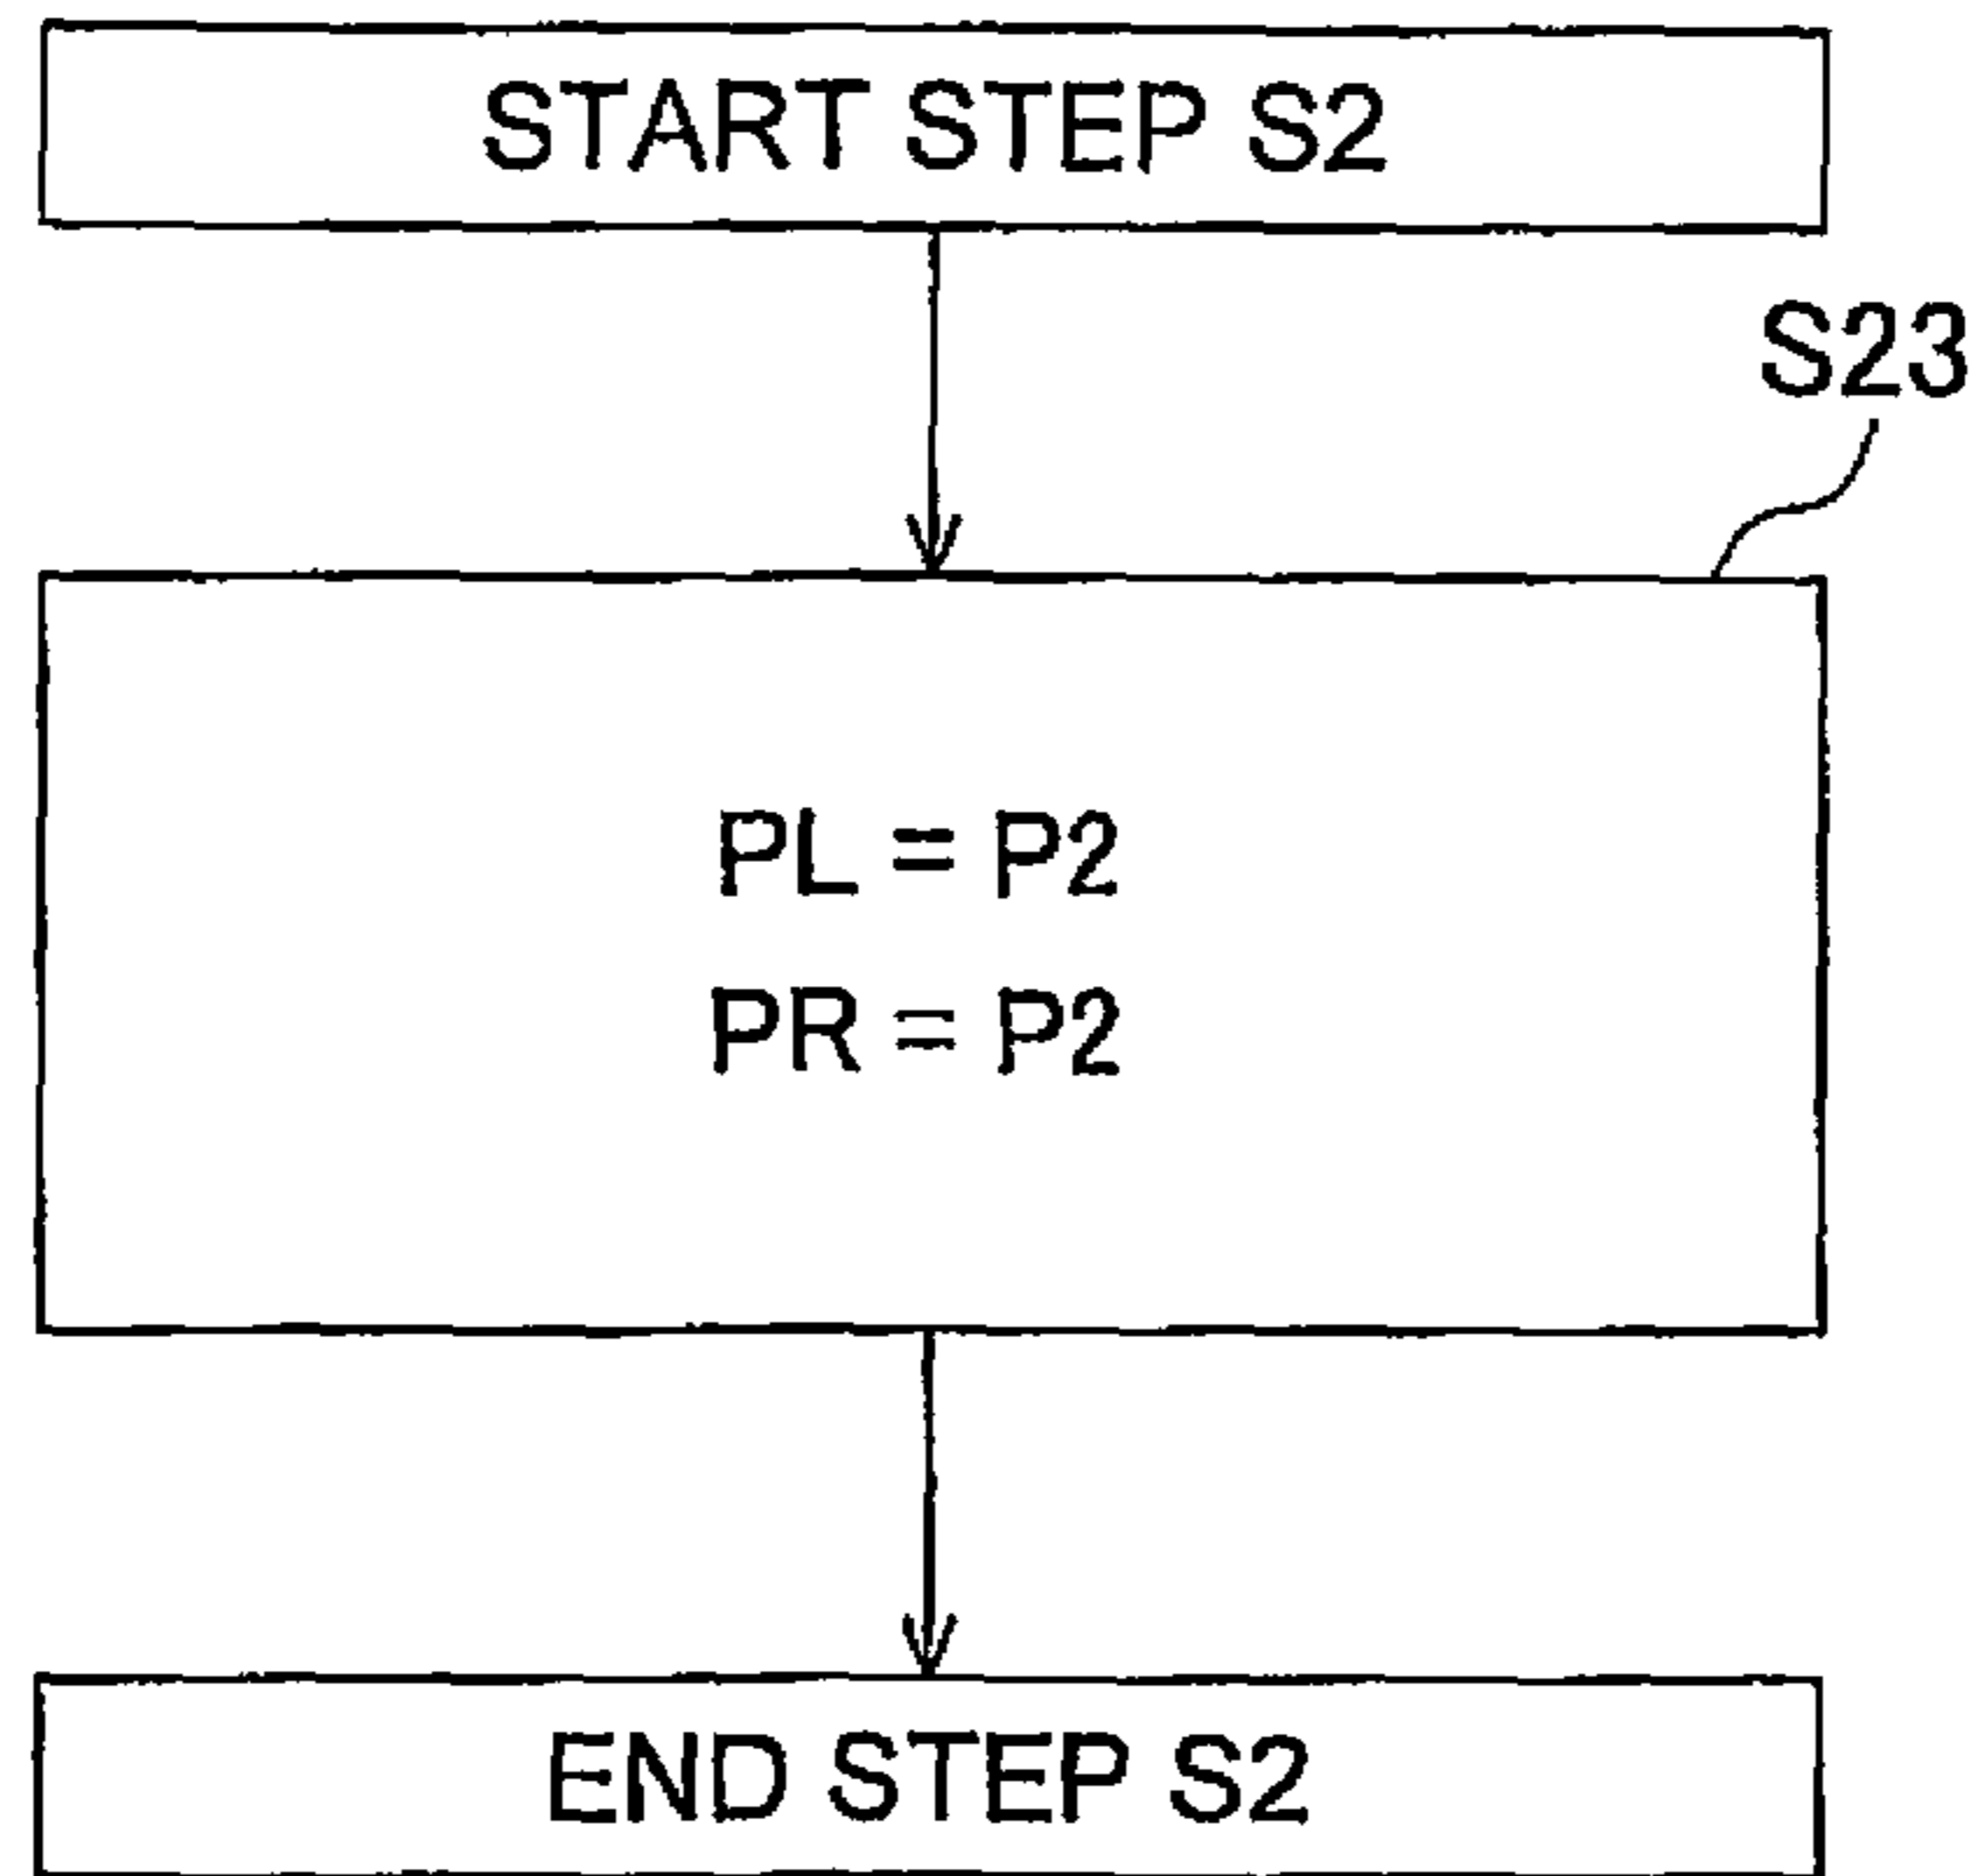 START STEP S2
S23
PL = P2
PR = P2
END STEP S2